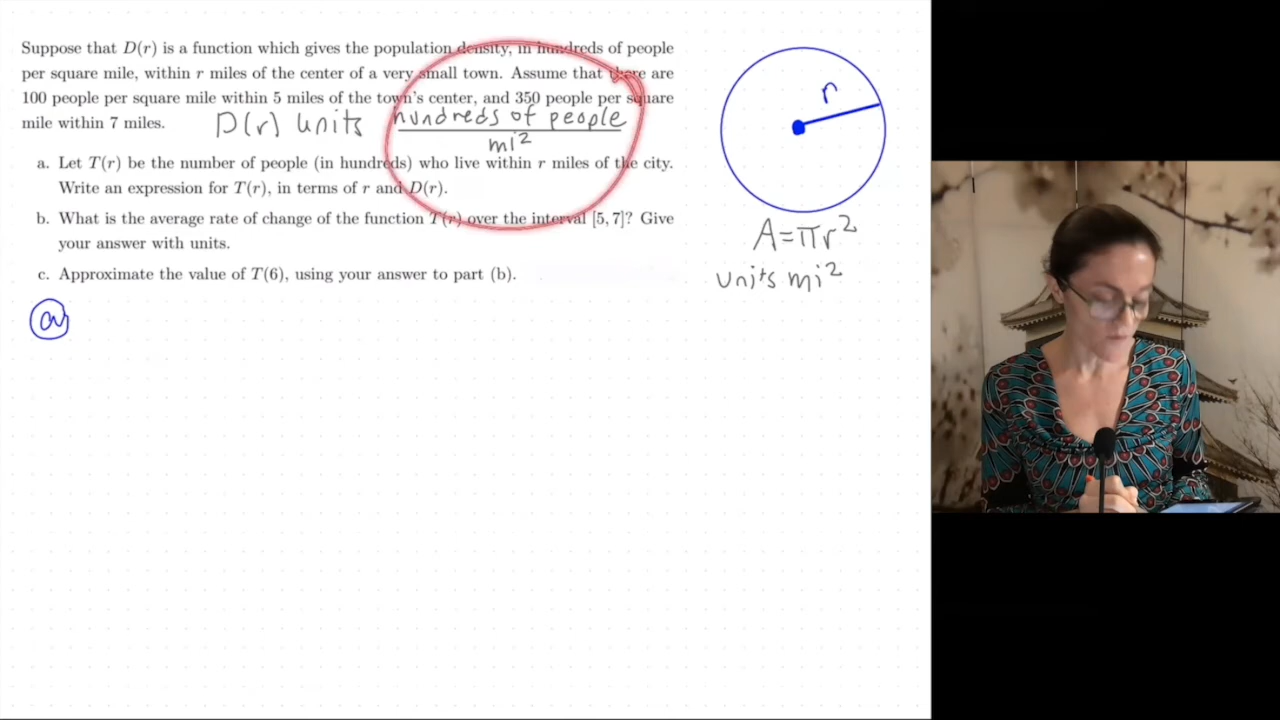 Suppose that D(r) is a function which gives the population density, in hundreds of people
per square mile, within r miles of the center of a very small town. Assume that there are
100 people per square mile within 5 miles of the town's center, and 350 people per square
mile within 7 miles.
D(r) units hundreds of people
mi²
a. Let T(r) be the number of people (in hundreds) who live within r miles of the city.
Write an expression for T(r), in terms of r and D(r).
b. What is the average rate of change of the function T(r) over the interval [5, 7]? Give
your answer with units.
c. Approximate the value of T(6), using your answer to part (b).
r
A=πr²
units mi²
a